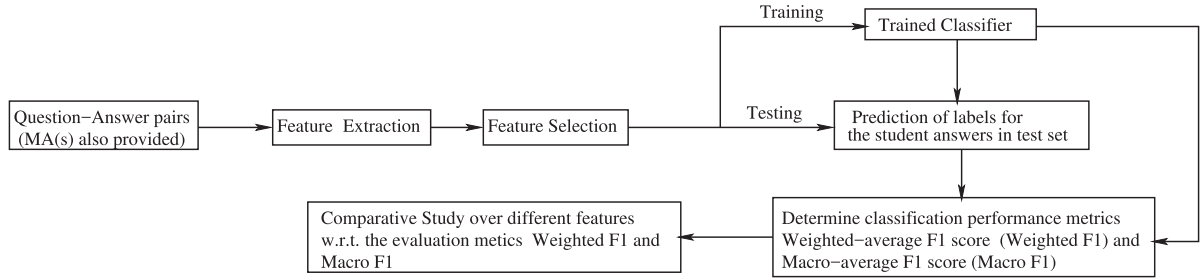 Training
Trained Classifier
Question−Answer pairs
(MA(s) also provided)
Feature Extraction
Feature Selection
Testing
Prediction of labels for
the student answers in test set
Comparative Study over different features
w.r.t. the evaluation metics Weighted F1 and
Macro F1
Determine classification performance metrics
Weighted−average F1 score (Weighted F1) and
Macro−average F1 score (Macro F1)